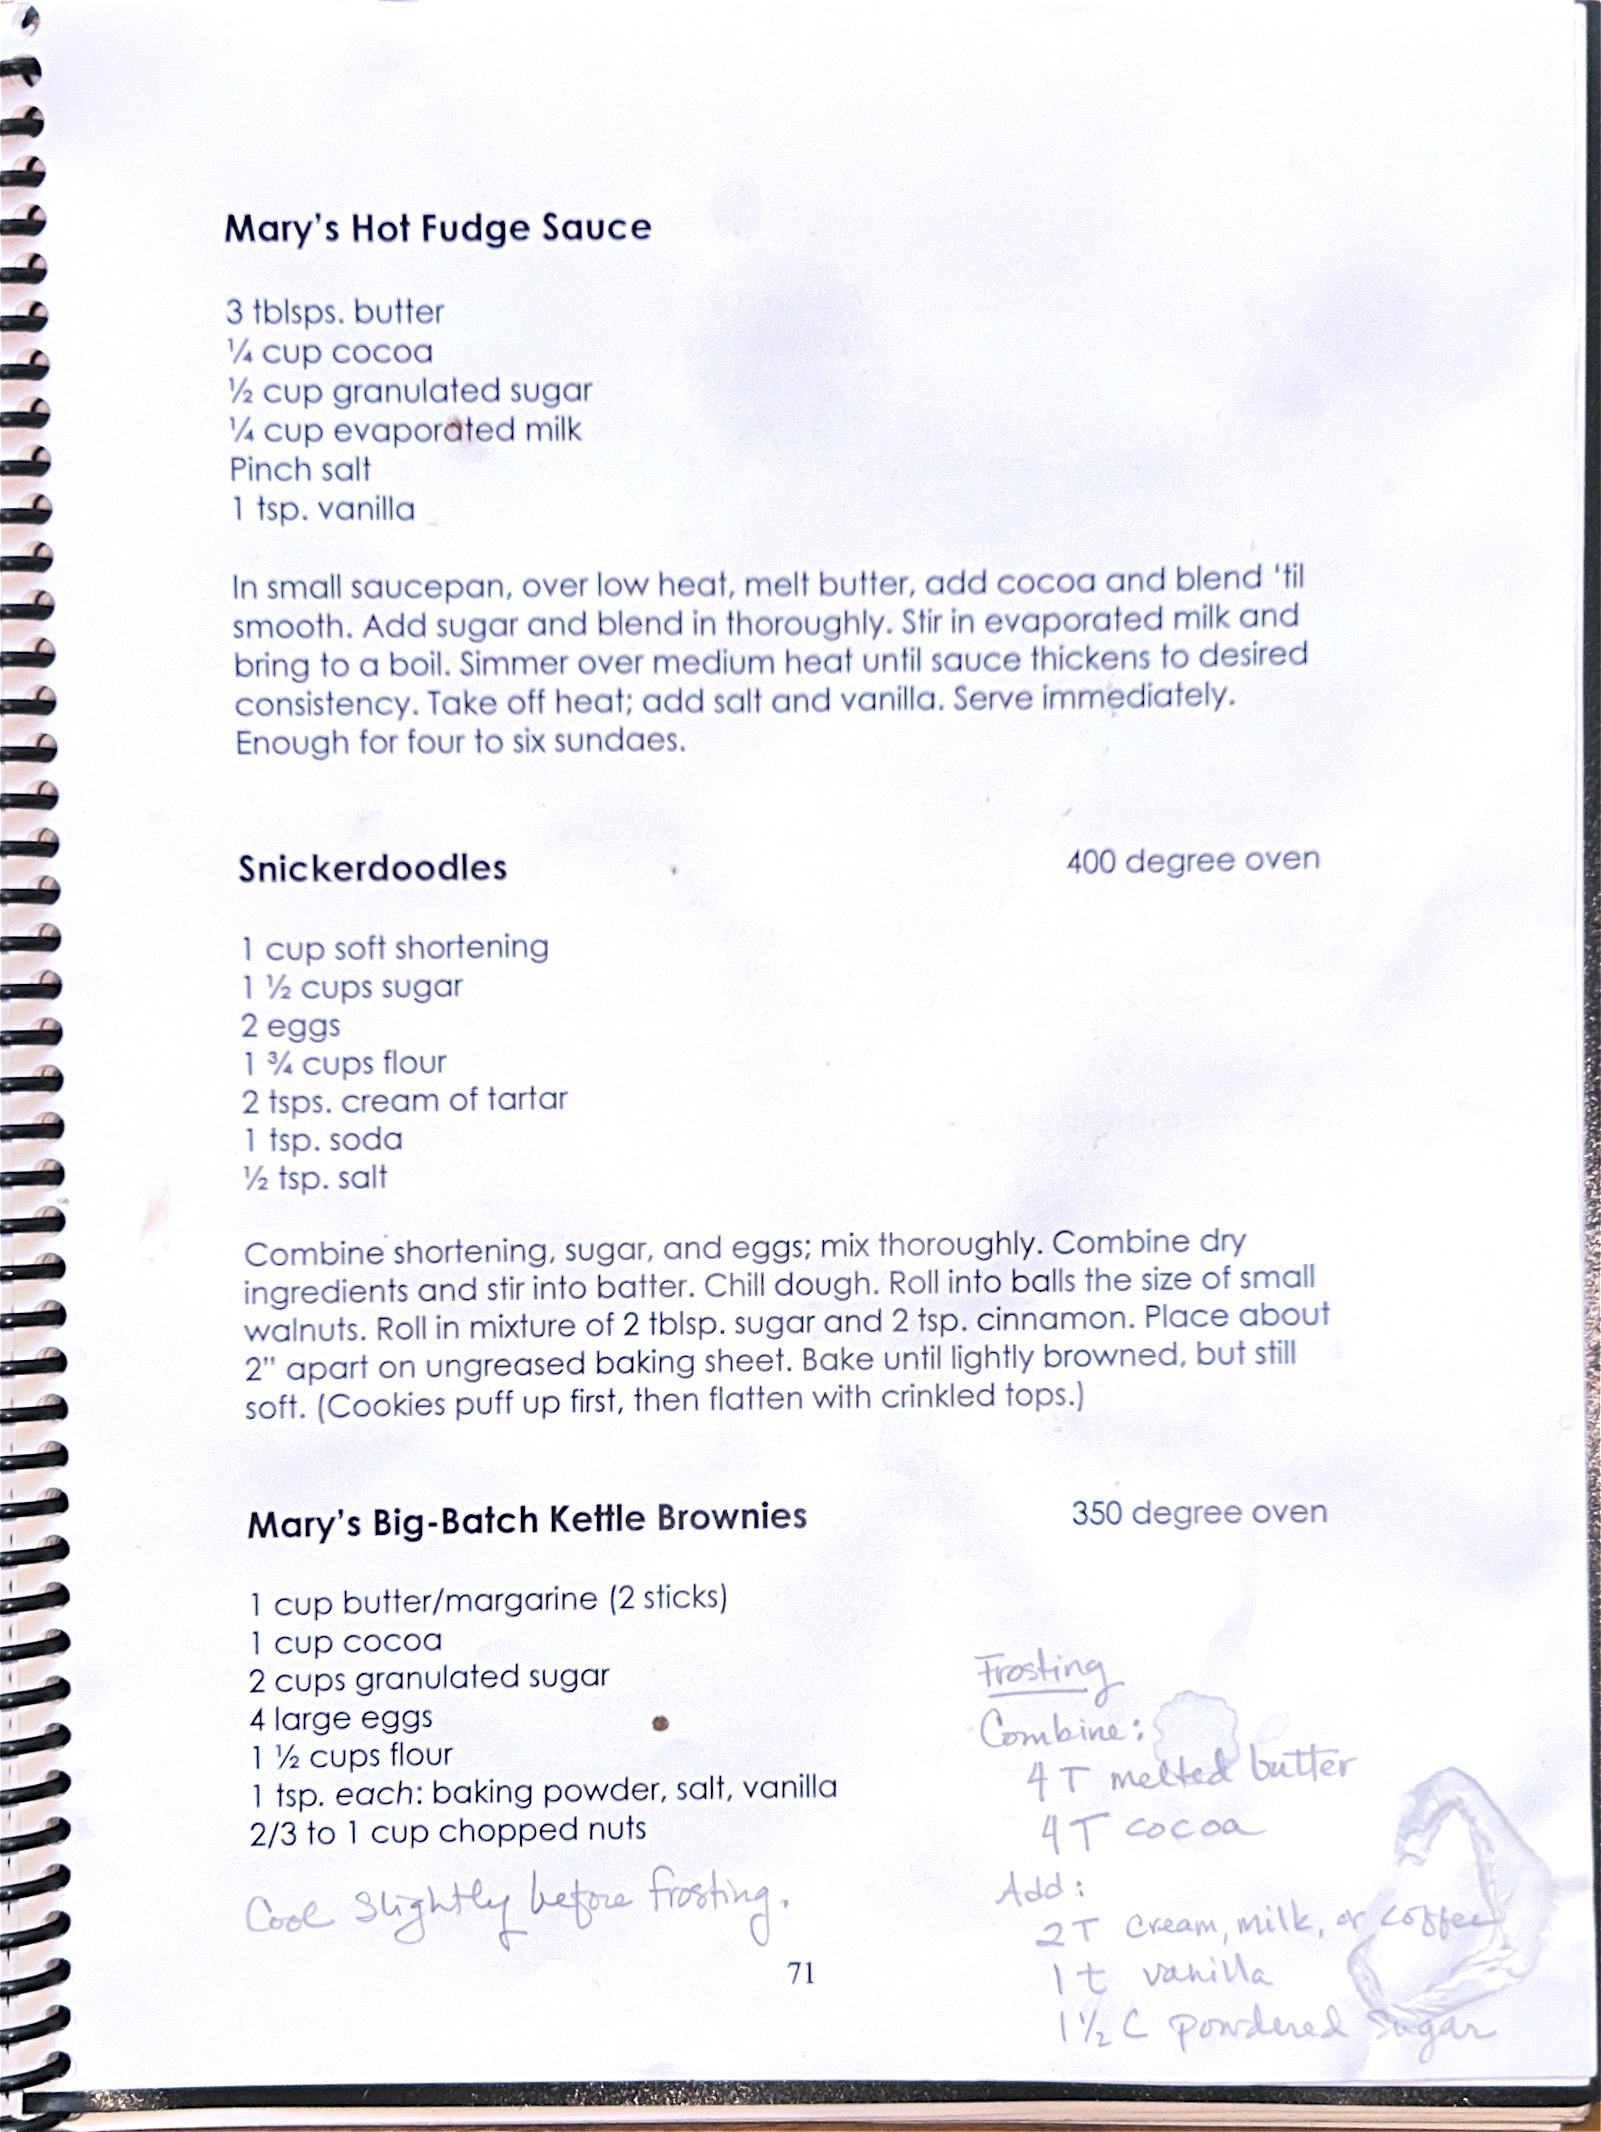 Mary's Hot Fudge Sauce
3 tblsps. butter
¼ cup cocoa
½ cup granulated sugar
¼ cup evaporated milk
Pinch salt
1 tsp. vanilla
In small saucepan, over low heat, melt butter, add cocoa and blend 'til
smooth. Add sugar and blend in thoroughly. Stir in evaporated milk and
bring to a boil. Simmer over medium heat until sauce thickens to desired
consistency. Take off heat; add salt and vanilla. Serve immediately.
Enough for four to six sundaes.
Snickerdoodles 400 degree oven
1 cup soft shortening
1 ½ cups sugar
2 eggs
1 ¾ cups flour
2 tsps. cream of tartar
1 tsp. soda
½ tsp. salt
Combine shortening, sugar, and eggs; mix thoroughly. Combine dry
ingredients and stir into batter. Chill dough. Roll into balls the size of small
walnuts. Roll in mixture of 2 tblsp. sugar and 2 tsp. cinnamon. Place about
2" apart on ungreased baking sheet. Bake until lightly browned, but still
soft. (Cookies puff up first, then flatten with crinkled tops.)
Mary's Big-Batch Kettle Brownies 350 degree oven
1 cup butter/margarine (2 sticks)
1 cup cocoa
2 cups granulated sugar
4 large eggs
1 ½ cups flour
1 tsp. each: baking powder, salt, vanilla
2/3 to 1 cup chopped nuts
Cool slightly before frosting.
Frosting
Combine:
4 T melted butter
4 T cocoa
Add:
2 T cream, milk, or coffee
1 t vanilla
1 ½ C powdered sugar
71